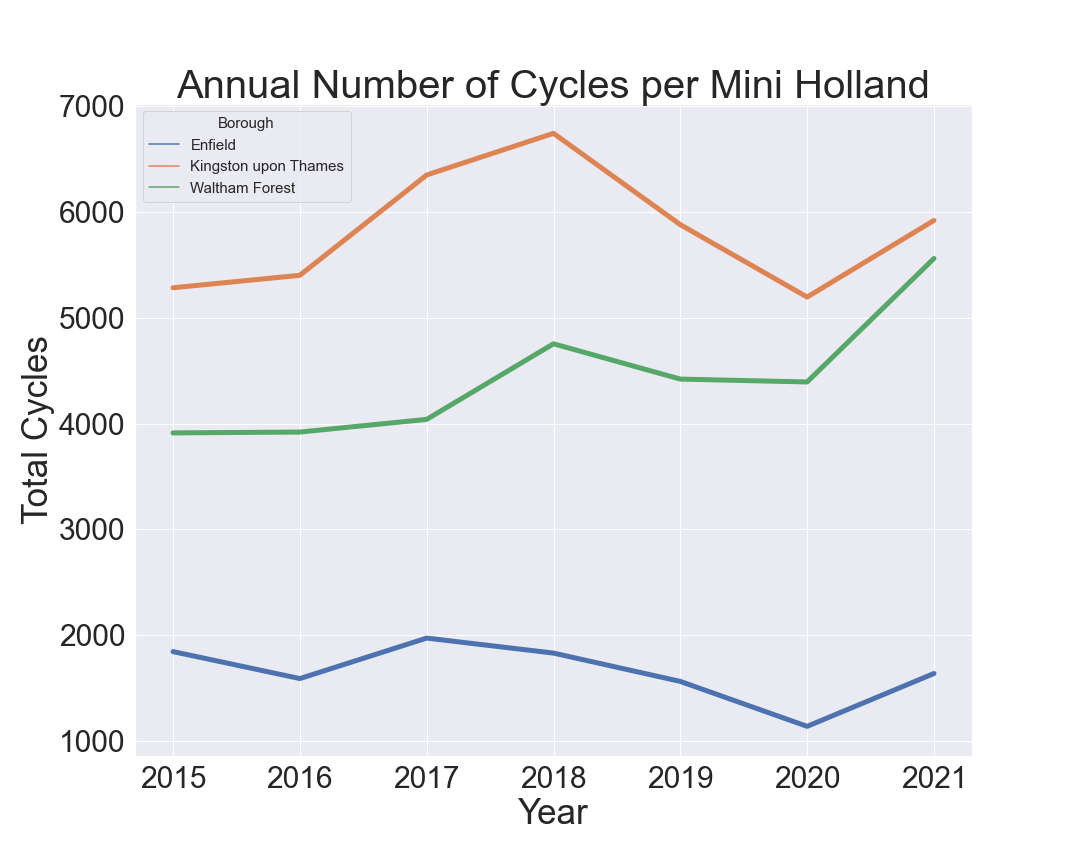 Annual Number of Cycles per Mini Holland
7000
6000
5000
4000
3000
2000
1000
Total Cycles
Borough
Enfield
Kingston upon Thames
Waltham Forest
2015 2016 2017 2018 2019 2020 2021
Year